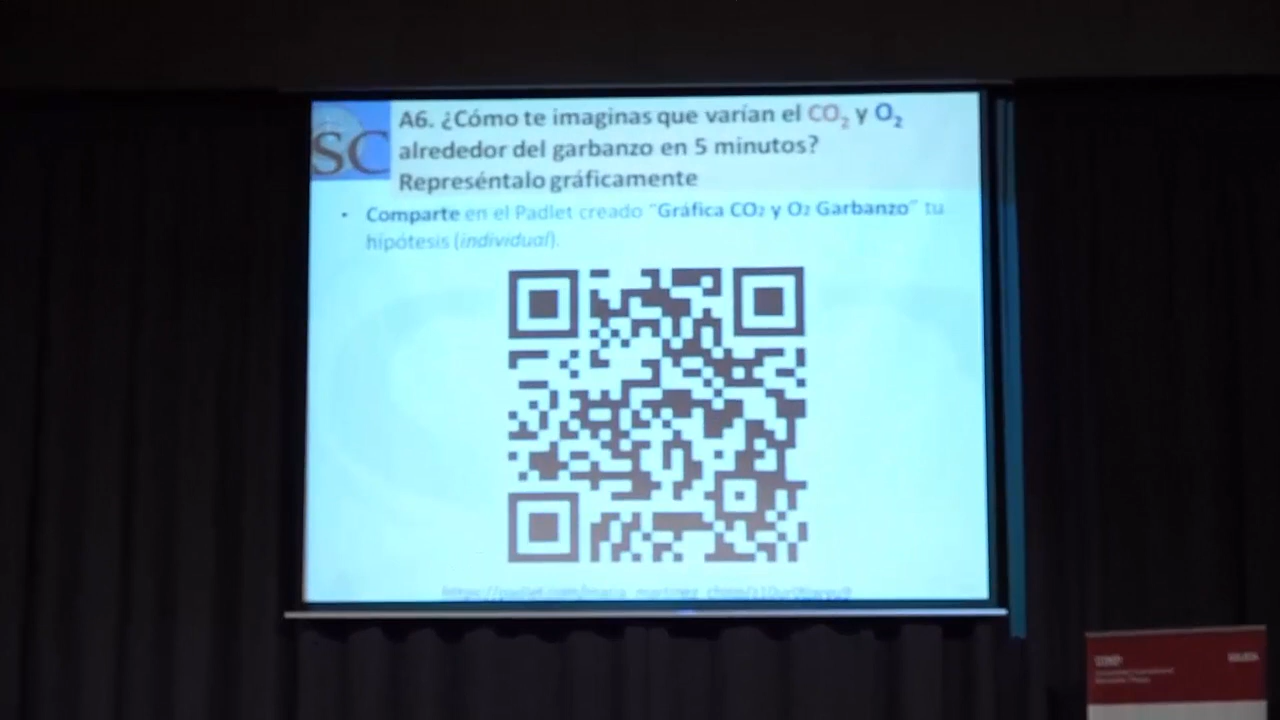 SC
A6. ¿Cómo te imaginas que varían el CO₂ y O₂
alrededor del garbanzo en 5 minutos?
Represéntalo gráficamente
• Comparte en el Padlet creado "Gráfica CO₂ y O₂ Garbanzo" tu
hipótesis (individual).